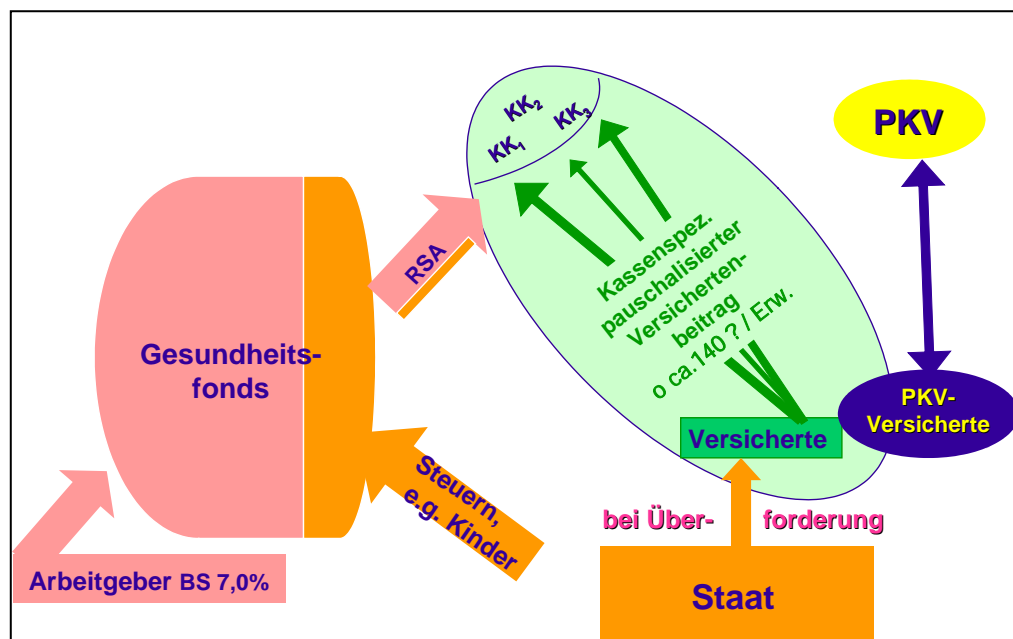 KK₁
KK₂
KK₃
PKV
RSA
Kassenspez.
pauschalisierter
Versicherten-
beitrag
o ca.140 ? / Erw.
Gesundheits-
fonds
PKV-
Versicherte
Versicherte
Steuern,
e.g. Kinder
bei Über- forderung
Arbeitgeber BS 7,0%
Staat